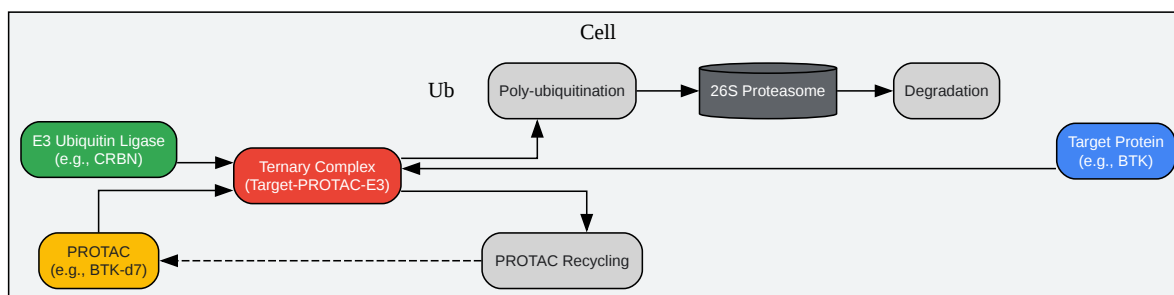 Cell
Ub
Poly-ubiquitination
26S Proteasome
Degradation
E3 Ubiquitin Ligase
(e.g., CRBN)
Ternary Complex
(Target-PROTAC-E3)
Target Protein
(e.g., BTK)
PROTAC
(e.g., BTK-d7)
PROTAC Recycling